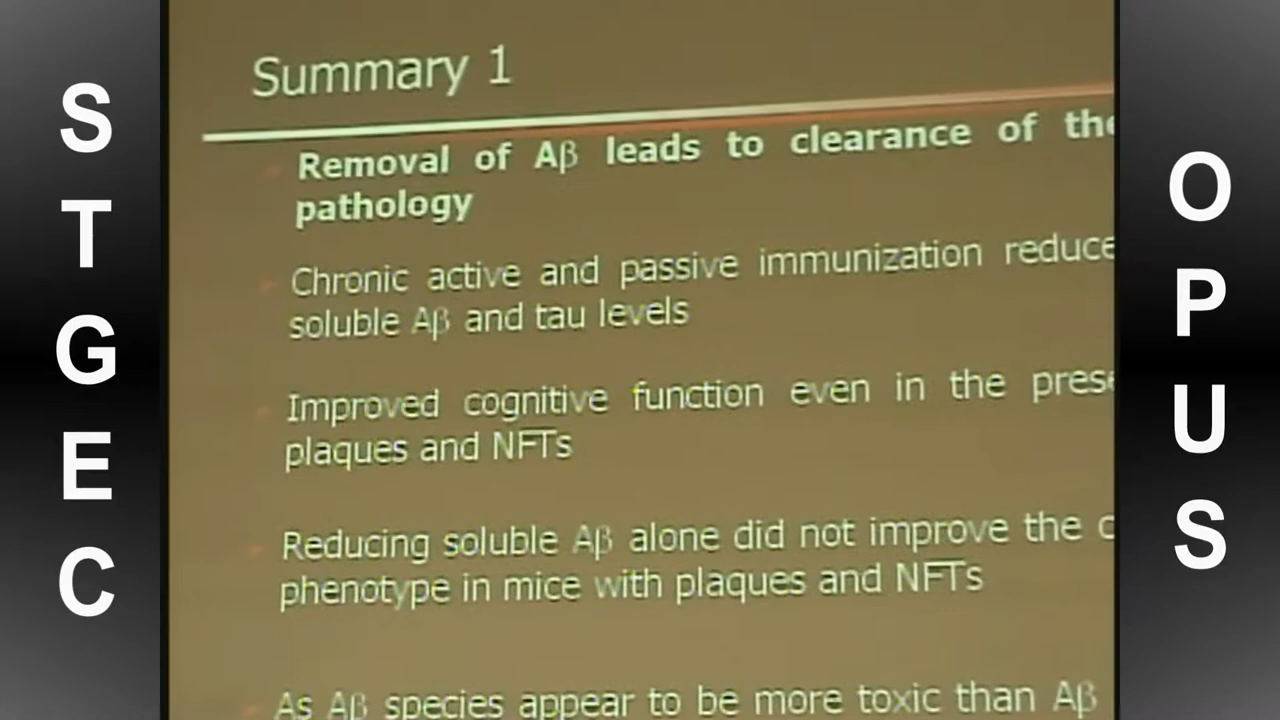 STGEC
Summary 1
Removal of Aβ leads to clearance of the
pathology
Chronic active and passive immunization reduce
soluble Aβ and tau levels
Improved cognitive function even in the
plaques and NFTs
Reducing soluble Aβ alone did not improve the
phenotype in mice with plaques and NFTs
As Aβ species appear to be more toxic than Aβ
OPUS